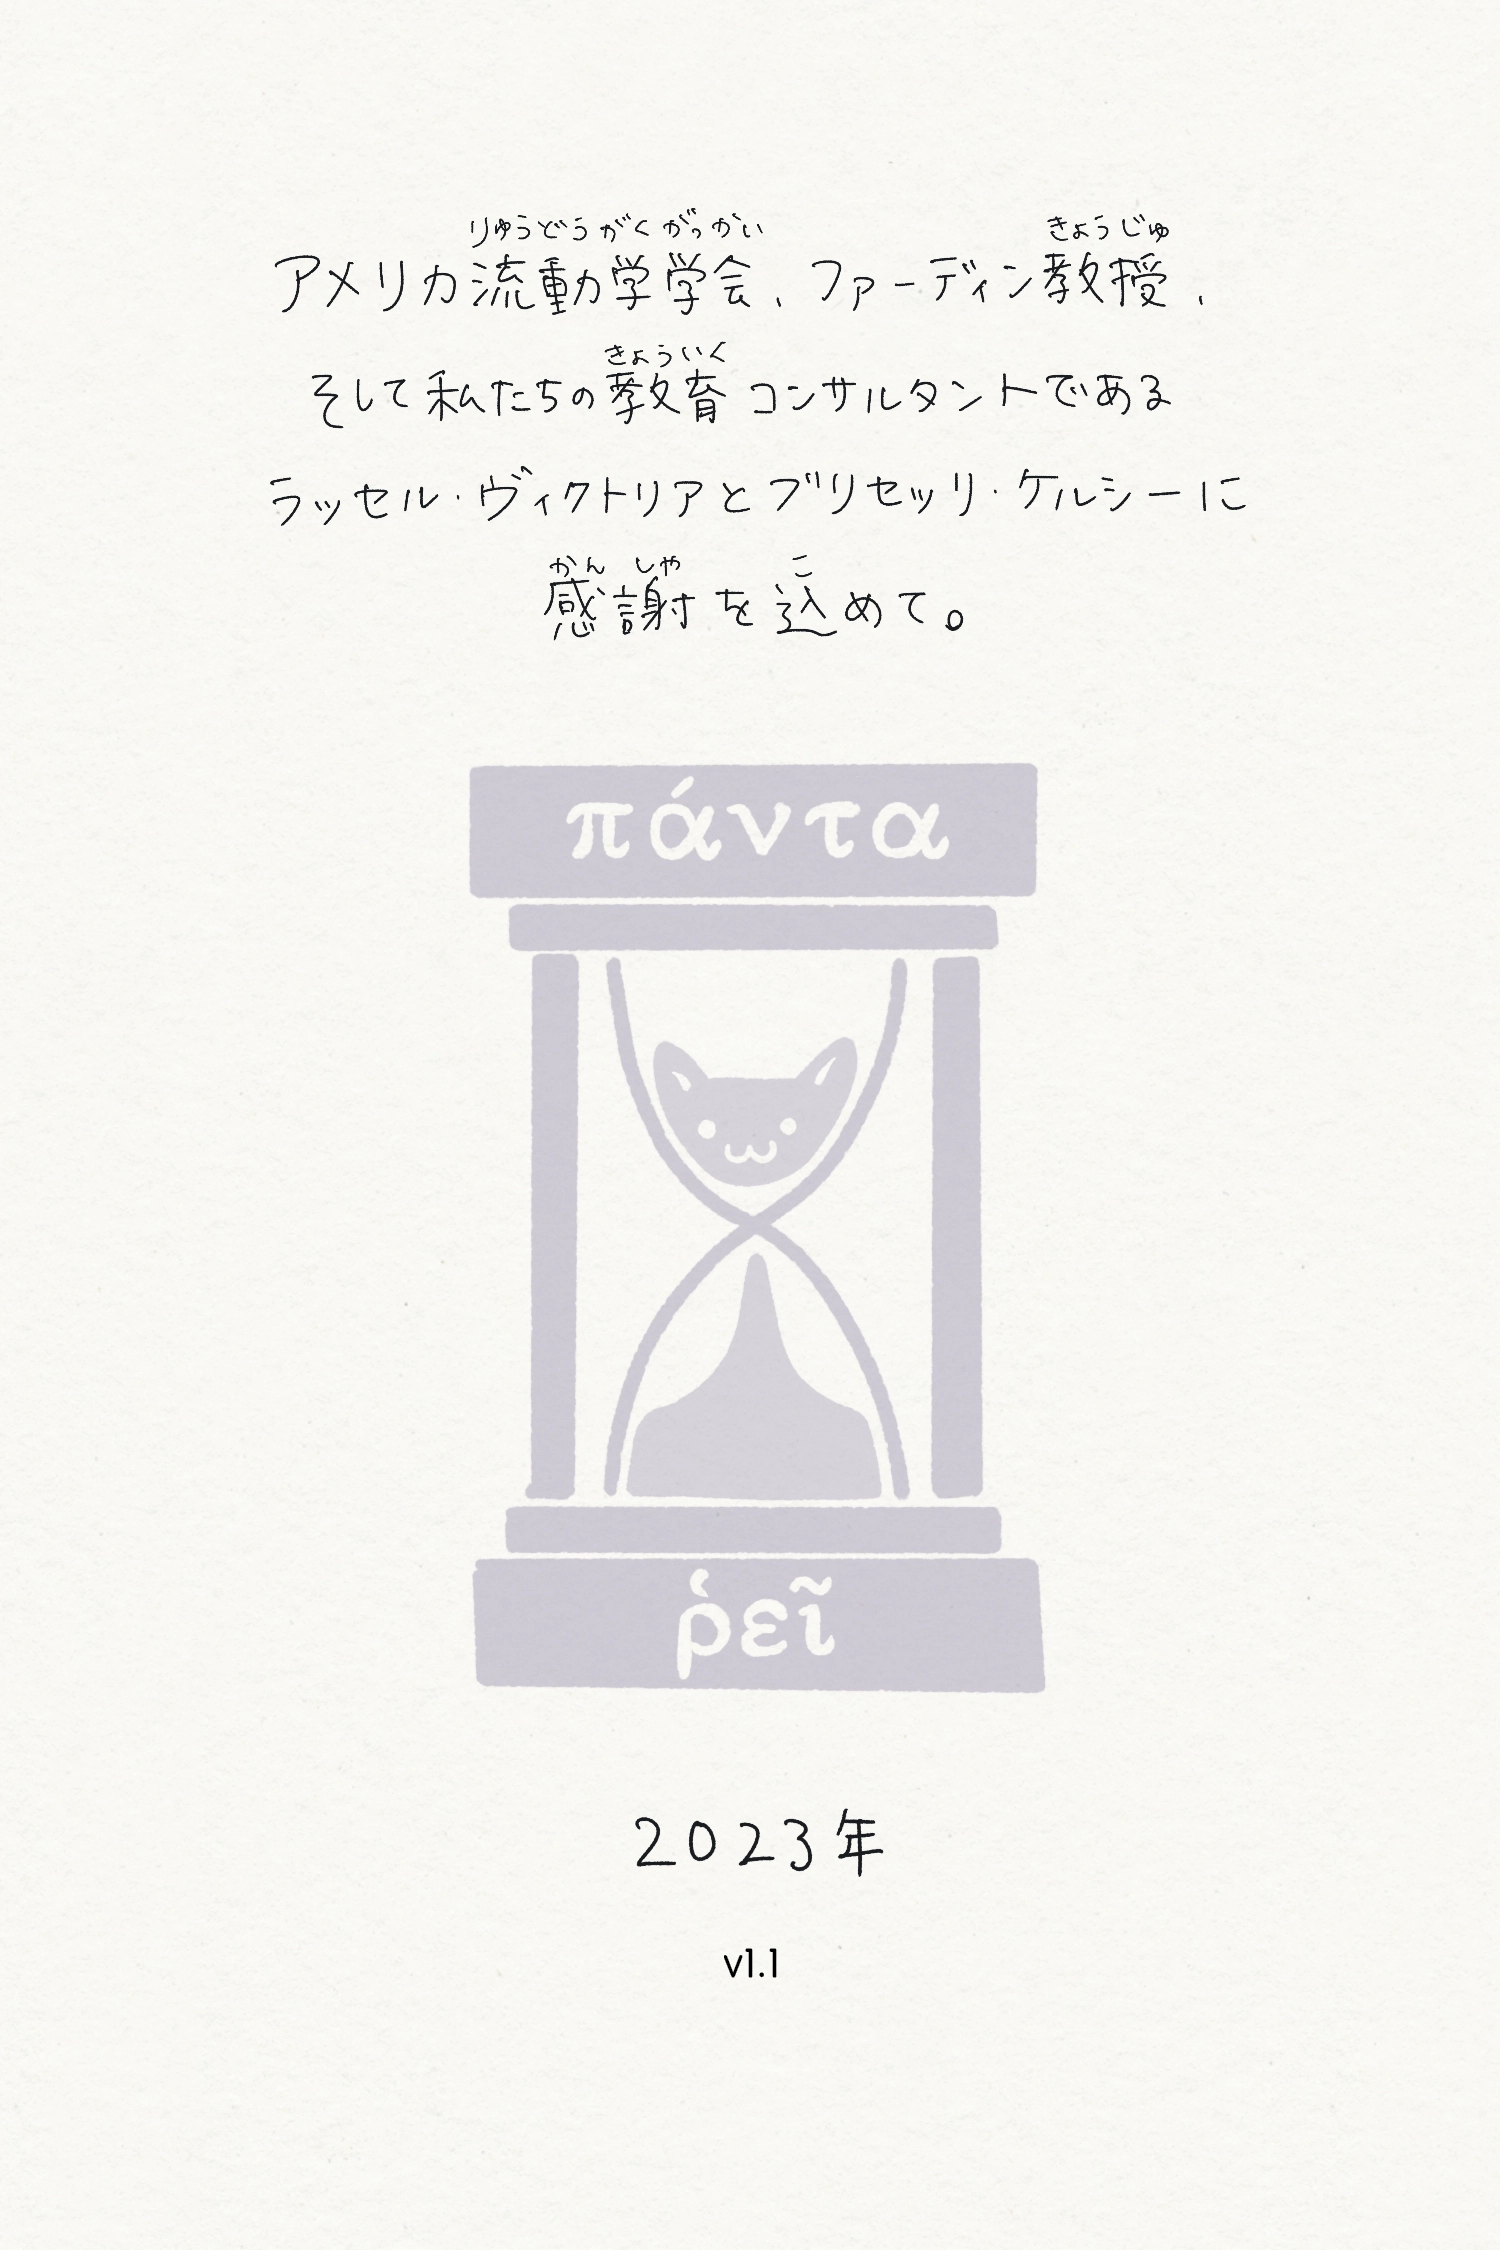 りゅうどうがくがっかい きょうじゅ
アメリカ流動学学会、ファーディン教授、
きょういく
そして私たちの教育コンサルタントである
ラッセル・ヴィクトリアとブリセッリ・ケルシーに
かんしゃ こ
感謝を込めて。
πάντα
ῥεῖ
2023年
v1.1